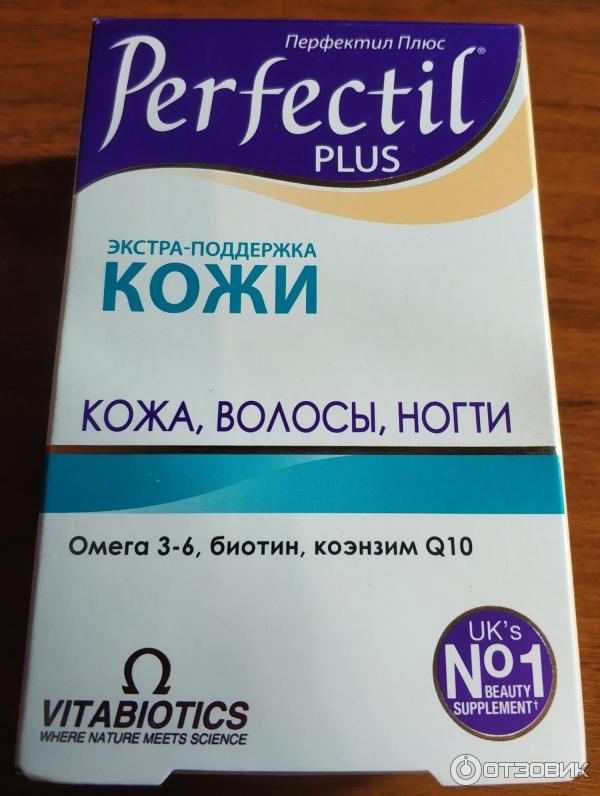 Перфектил Плюс
Perfectil®
PLUS
ЭКСТРА-ПОДДЕРЖКА
КОЖИ
КОЖА, ВОЛОСЫ, НОГТИ
Омега 3-6, биотин, коэнзим Q10
UK's
No1
BEAUTY
SUPPLEMENT†
VITABIOTICS
WHERE NATURE MEETS SCIENCE
ОТЗОВИК